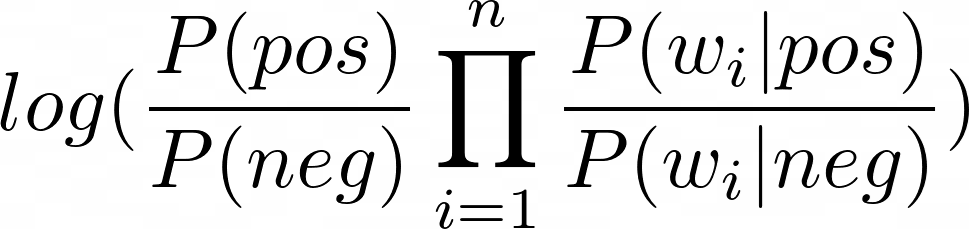 log( P(pos)/P(neg) ∏_{i=1}^{n} P(w_i|pos)/P(w_i|neg) )